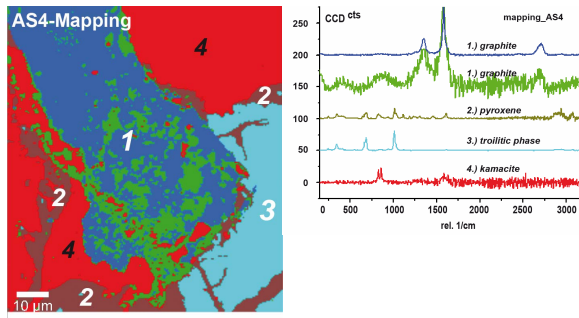 AS4-Mapping
4
2
1
2
3
4
2
10 µm
CCD cts
mapping_AS4
200
150
100
50
0
1.) graphite
1.) graphite
2.) pyroxene
3.) troilitic phase
4.) kamacite
0 500 1000 1500 2000 2500 3000
rel. 1/cm